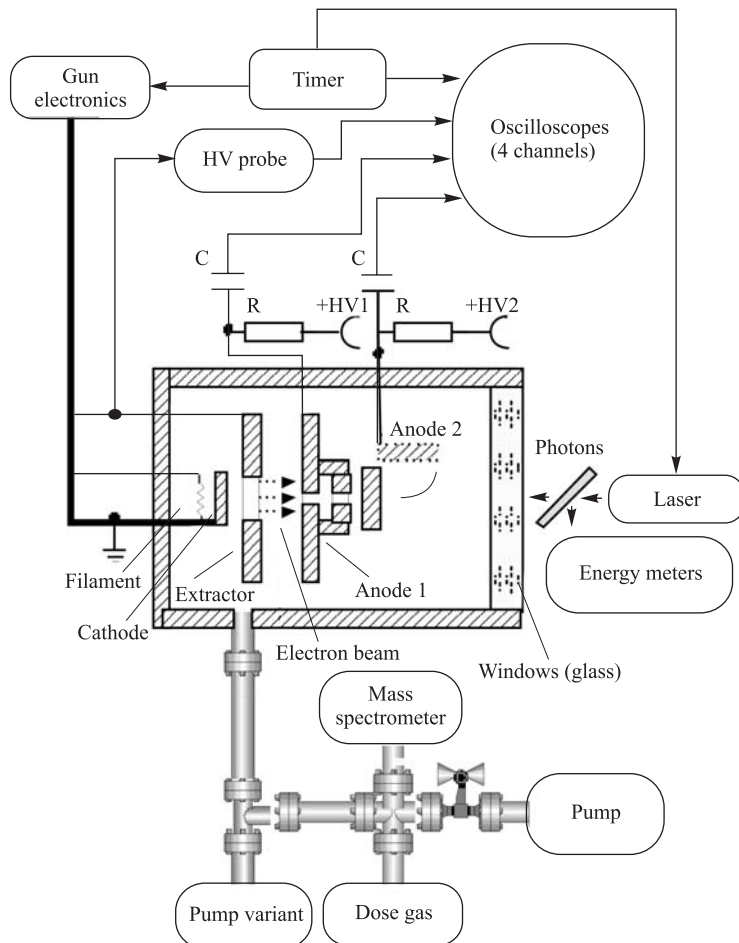 Gun
electronics
Timer
Oscilloscopes
(4 channels)
HV probe
C
C
R
+HV1
R
+HV2
Anode 2
Photons
Laser
Energy meters
Filament
Extractor
Anode 1
Cathode
Electron beam
Windows (glass)
Mass
spectrometer
Pump
Pump variant
Dose gas